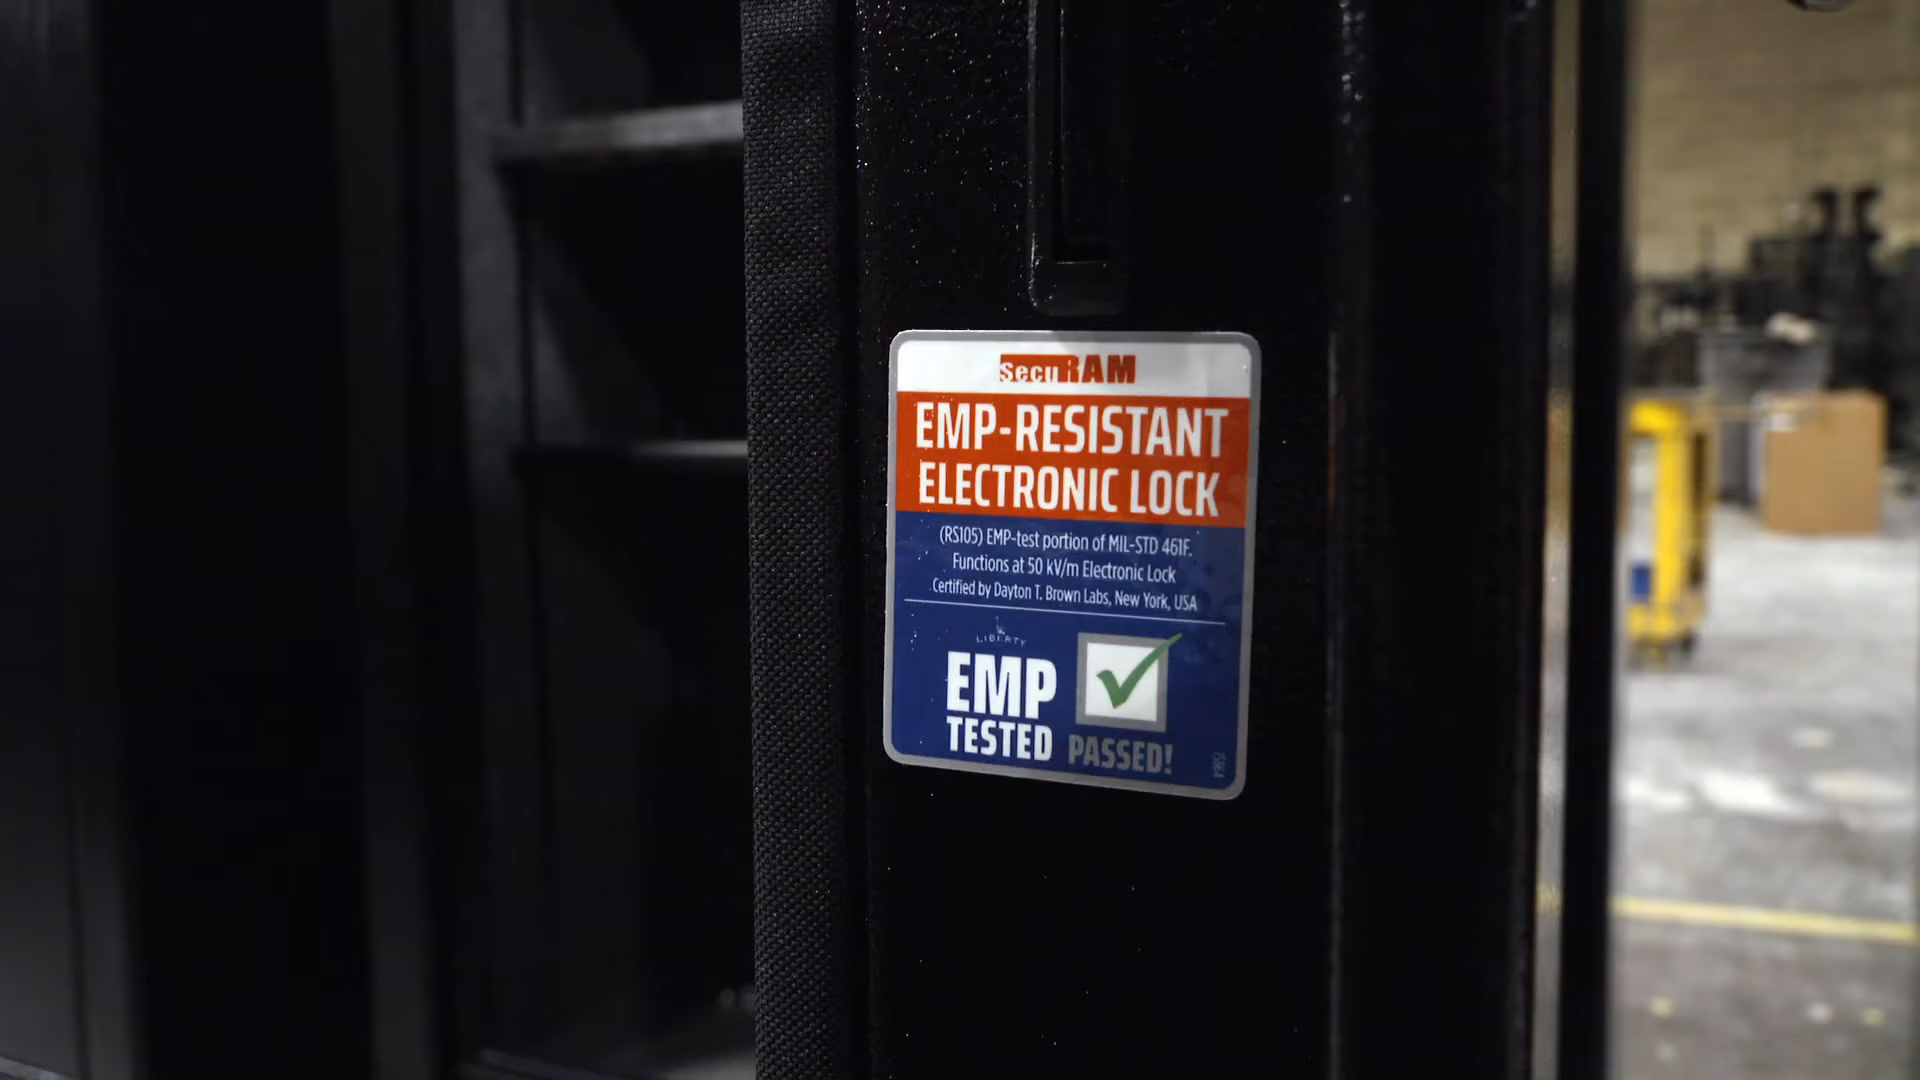 SecuRAM
EMP-RESISTANT
ELECTRONIC LOCK
(RS105) EMP-test portion of MIL-STD 461F.
Functions at 50 kV/m Electronic Lock
Certified by Dayton T. Brown Labs, New York, USA
LIBERTY
EMP
TESTED
PASSED!